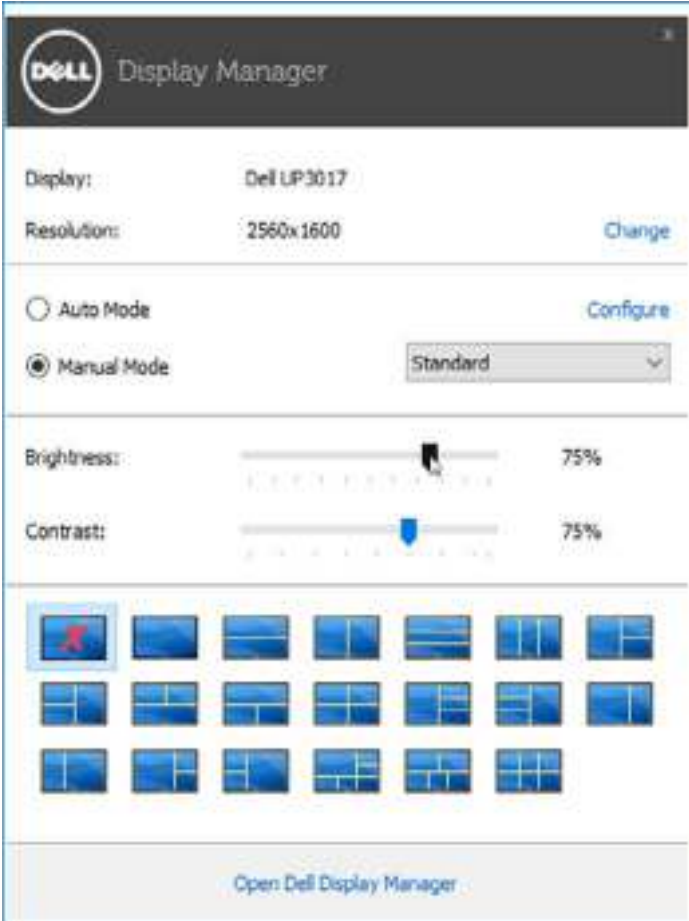 DELL Display Manager x
Display: Dell UP3017
Resolution: 2560x1600 Change
Auto Mode Configure
Manual Mode Standard
Brightness: 75%
Contrast: 75%
Open Dell Display Manager